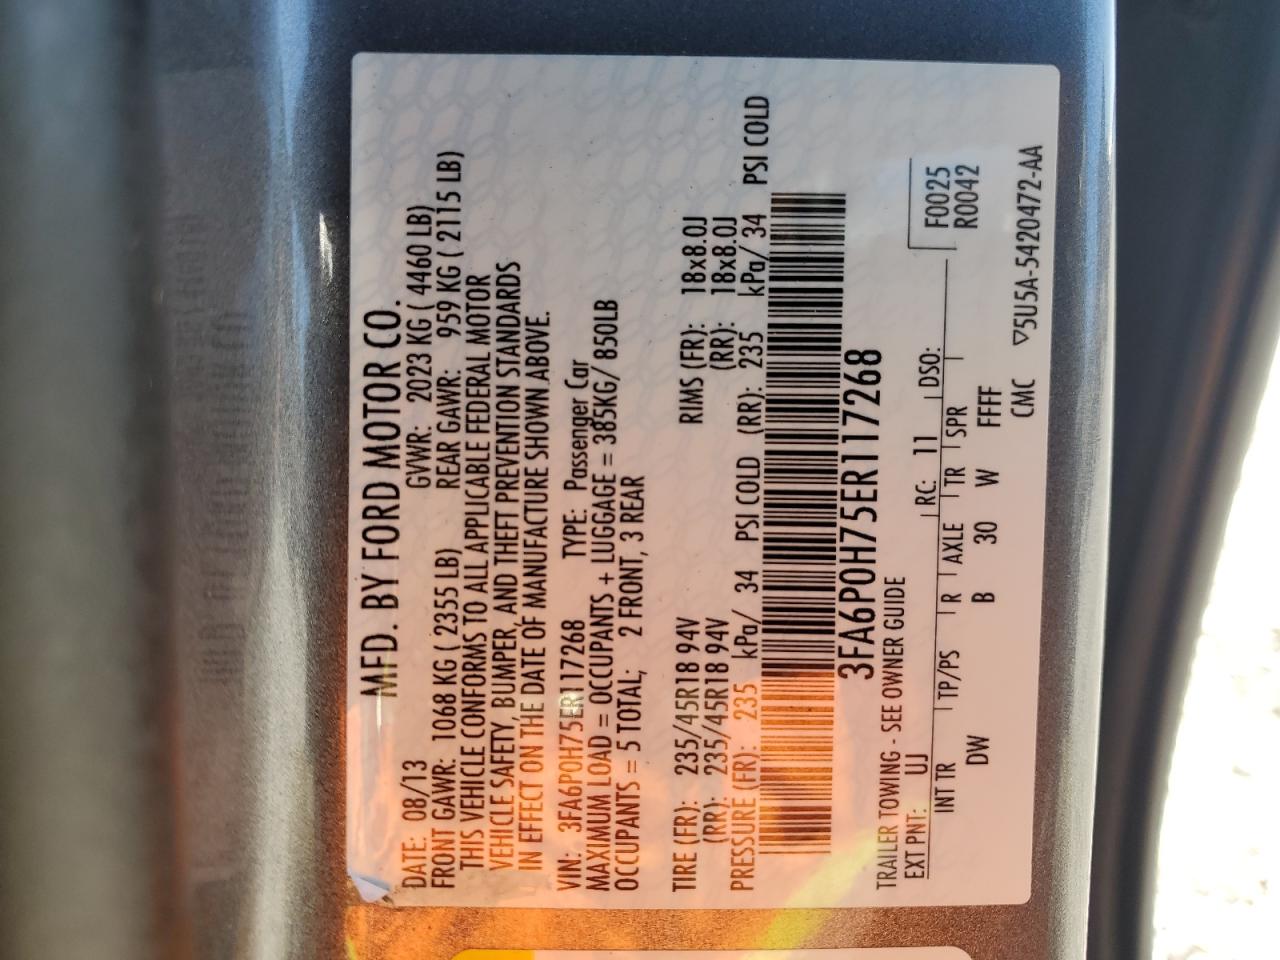 MFD. BY FORD MOTOR CO.
DATE: 08/13 GVWR: 2023 KG ( 4460 LB)
FRONT GAWR: 1068 KG ( 2355 LB) REAR GAWR: 959 KG ( 2115 LB)
THIS VEHICLE CONFORMS TO ALL APPLICABLE FEDERAL MOTOR
VEHICLE SAFETY, BUMPER, AND THEFT PREVENTION STANDARDS
IN EFFECT ON THE DATE OF MANUFACTURE SHOWN ABOVE.
VIN: 3FA6P0H75ER117268 TYPE: Passenger Car
MAXIMUM LOAD = OCCUPANTS + LUGGAGE = 385KG/ 850LB
OCCUPANTS = 5 TOTAL; 2 FRONT, 3 REAR
TIRE (FR): 235/45R18 94V RIMS (FR): 18x8.0J
(RR): 235/45R18 94V (RR): 18x8.0J
PRESSURE (FR): 235 kPa/ 34 PSI COLD (RR): 235 kPa/ 34 PSI COLD
3FA6P0H75ER117268
TRAILER TOWING - SEE OWNER GUIDE
EXT PNT: UJ RC: 11 DSO: F0025
INT TR TP/PS R AXLE TR SPR R0042
DW B 30 W FFFF
CMC ▽5U5A-5420472-AA